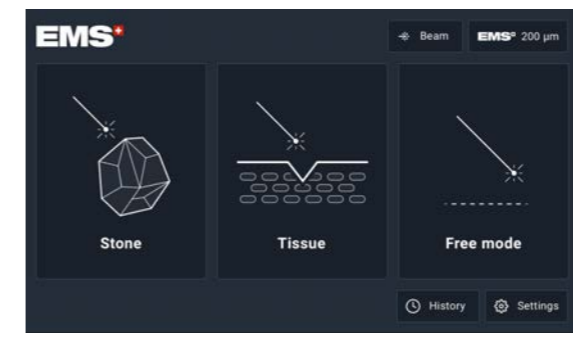 EMS
Beam
EMS 200 µm
Stone
Tissue
Free mode
History
Settings